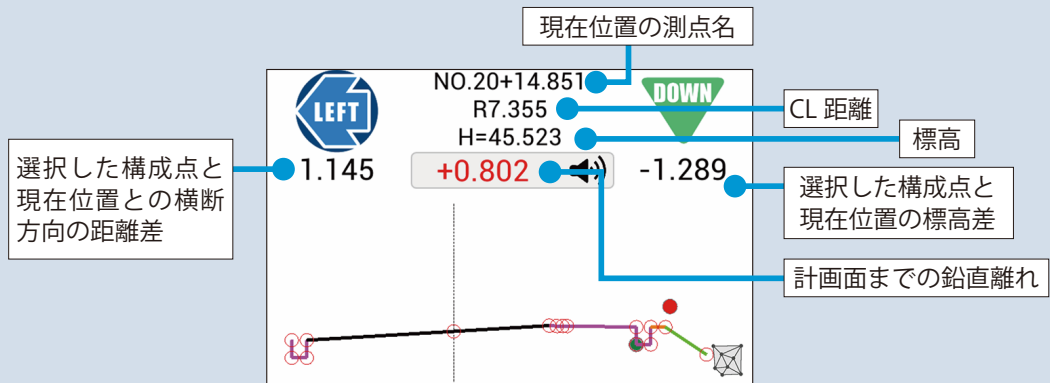 現在位置の測点名
LEFT
NO.20+14.851
DOWN
R7.355
CL 距離
H=45.523
標高
選択した構成点と
現在位置との横断
方向の距離差
1.145
+0.802
-1.289
選択した構成点と
現在位置の標高差
計画面までの鉛直離れ